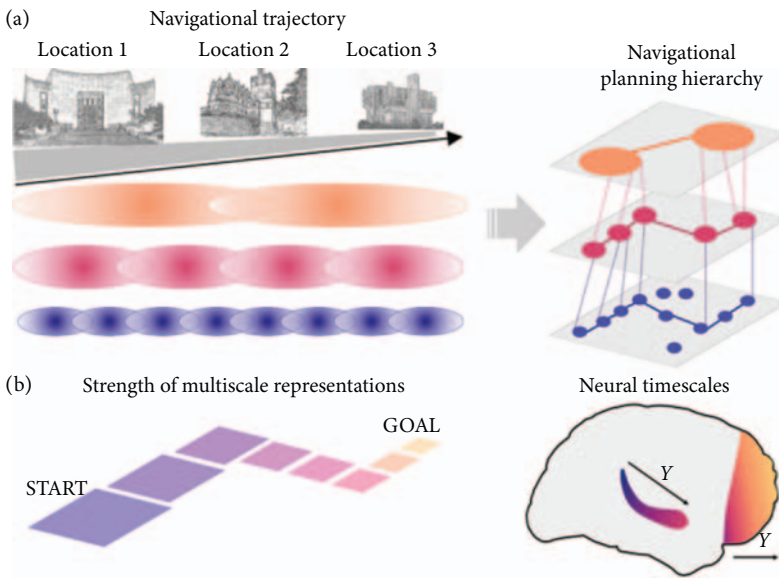 (a)
Navigational trajectory
Location 1
Location 2
Location 3
Navigational
planning hierarchy
(b)
Strength of multiscale representations
Neural timescales
GOAL
START
Y
Y